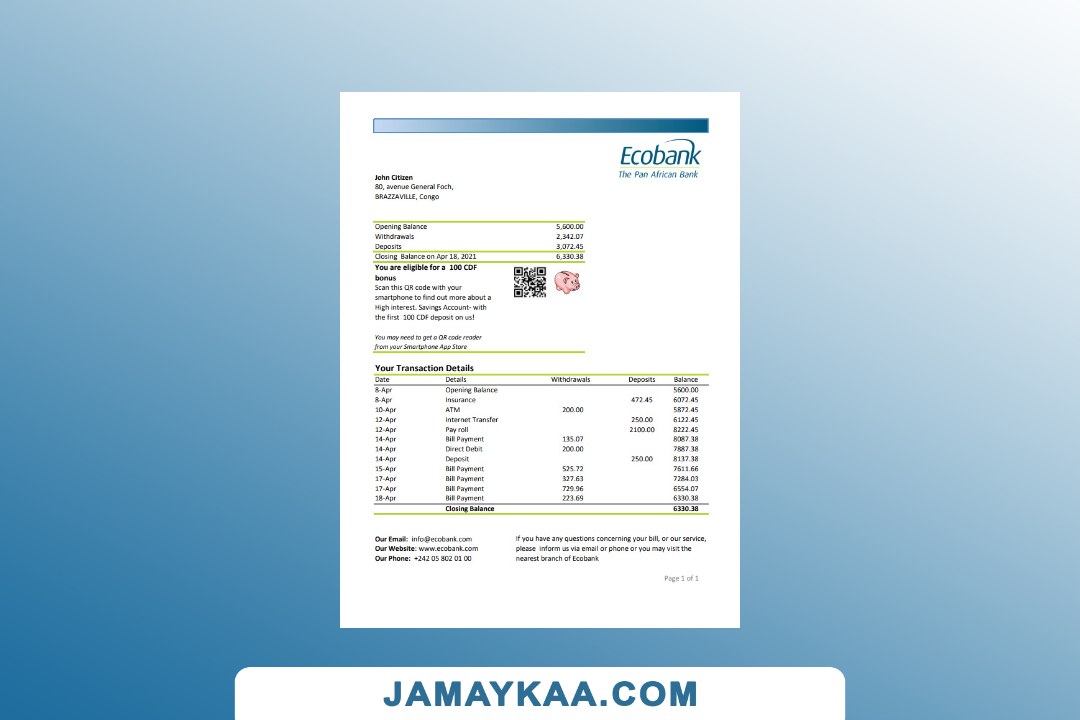 Ecobank
The Pan African Bank
John Citizen
80, avenue General Foch,
BRAZZAVILLE, Congo
Opening Balance 5,600.00
Withdrawals 2,342.07
Deposits 3,072.45
Closing Balance on Apr 18, 2021 6,330.38
You are eligible for a 100 CDF
bonus
Scan this QR code with your
smartphone to find out more about a
High interest. Savings Account- with
the first 100 CDF deposit on us!
You may need to get a QR code reader
from your Smartphone App Store
Your Transaction Details
Date Details Withdrawals Deposits Balance
8-Apr Opening Balance 5600.00
8-Apr Insurance 472.45 6072.45
10-Apr ATM 200.00 5872.45
12-Apr Internet Transfer 250.00 6122.45
12-Apr Pay roll 2100.00 8222.45
14-Apr Bill Payment 135.07 8087.38
14-Apr Direct Debit 200.00 7887.38
14-Apr Deposit 250.00 8137.38
15-Apr Bill Payment 525.72 7611.66
17-Apr Bill Payment 327.63 7284.03
17-Apr Bill Payment 729.96 6554.07
18-Apr Bill Payment 223.69 6330.38
Closing Balance 6330.38
Our Email: info@ecobank.com
Our Website: www.ecobank.com
Our Phone: +242 05 802 01 00
If you have any questions concerning your bill, or our service,
please inform us via email or phone or you may visit the
nearest branch of Ecobank
Page 1 of 1
JAMAYKAA.COM